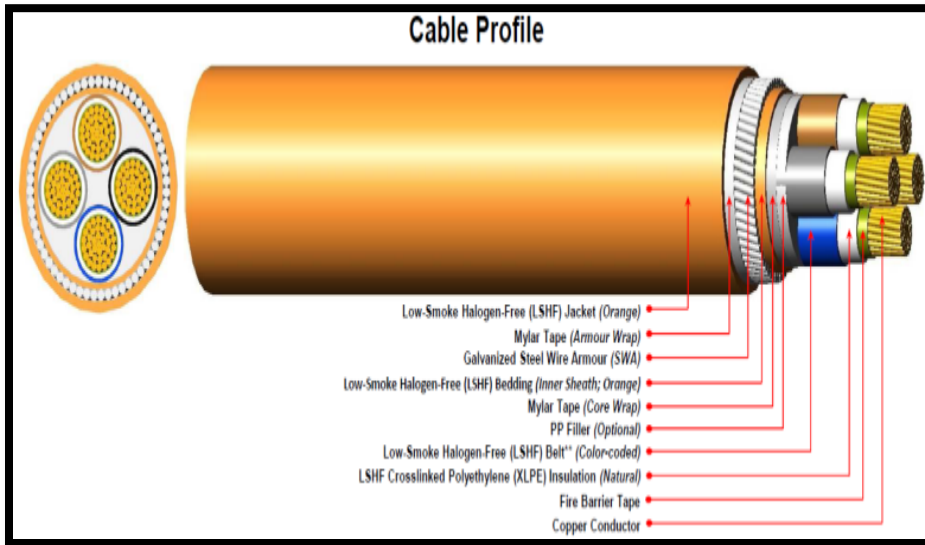 Cable Profile
Low-Smoke Halogen-Free (LSHF) Jacket (Orange)
Mylar Tape (Armour Wrap)
Galvanized Steel Wire Armour (SWA)
Low-Smoke Halogen-Free (LSHF) Bedding (Inner Sheath; Orange)
Mylar Tape (Core Wrap)
PP Filler (Optional)
Low-Smoke Halogen-Free (LSHF) Belt** (Color-coded)
LSHF Crosslinked Polyethylene (XLPE) Insulation (Natural)
Fire Barrier Tape
Copper Conductor